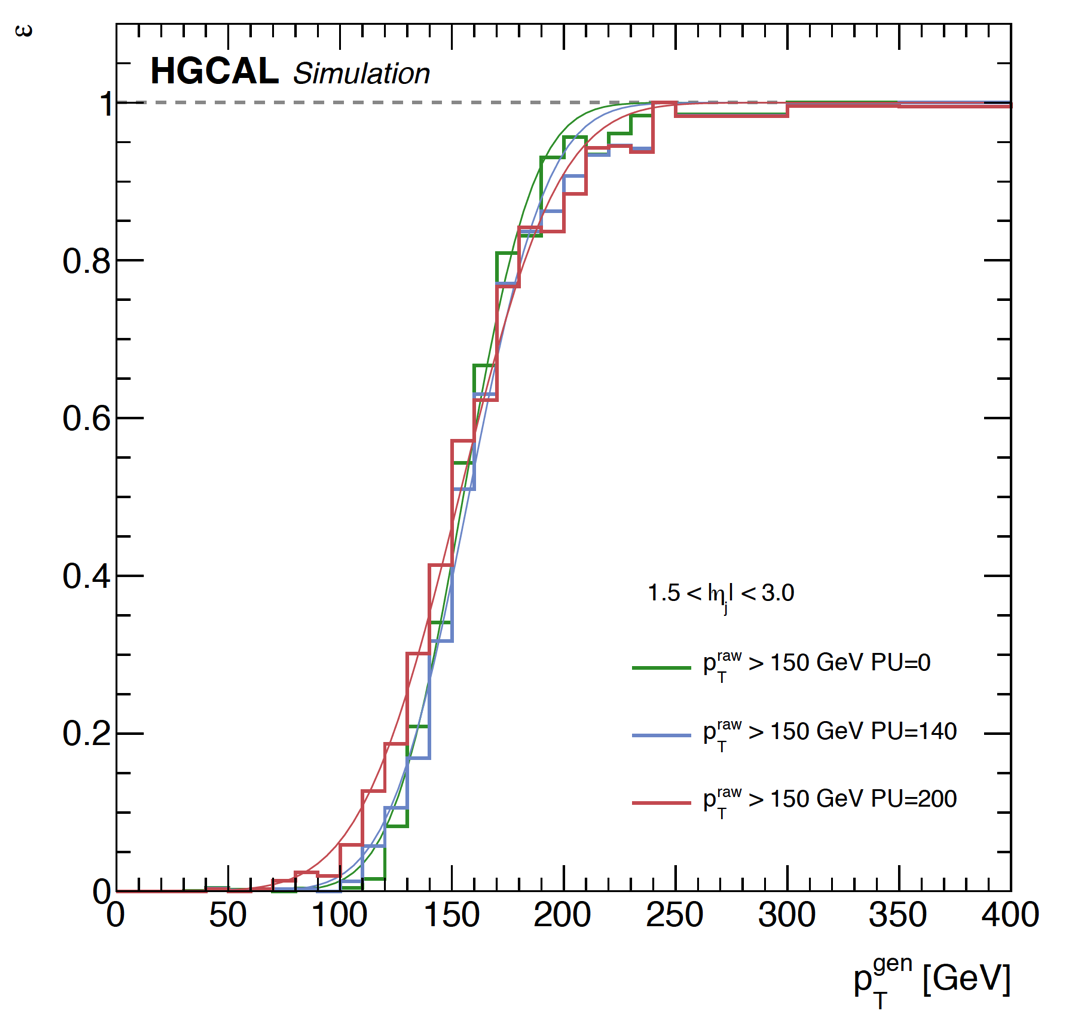 ε
HGCAL Simulation
1
0.8
0.6
0.4
0.2
0
1.5 < |η_j| < 3.0
p_T^raw > 150 GeV PU=0
p_T^raw > 150 GeV PU=140
p_T^raw > 150 GeV PU=200
0 50 100 150 200 250 300 350 400
p_T^gen [GeV]